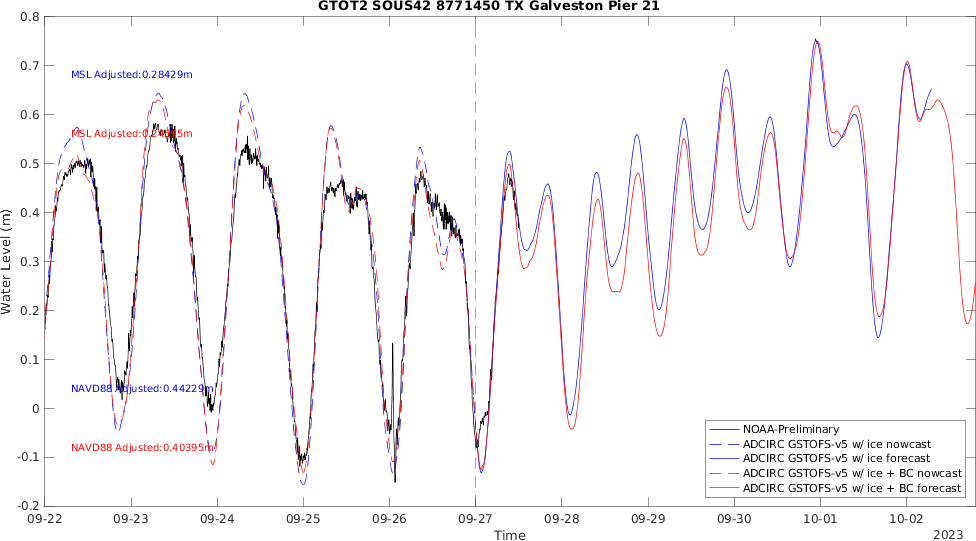 GTOT2 SOUS42 8771450 TX Galveston Pier 21
0.8
0.7
0.6
0.5
0.4
0.3
0.2
0.1
0
-0.1
-0.2
Water Level (m)
MSL Adjusted:0.28429m
MSL Adjusted:
NAVD88 Adjusted:0.44229m
NAVD88 Adjusted:0.40395m
NOAA-Preliminary
ADCIRC GSTOFS-v5 w/ ice nowcast
ADCIRC GSTOFS-v5 w/ ice forecast
ADCIRC GSTOFS-v5 w/ ice + BC nowcast
ADCIRC GSTOFS-v5 w/ ice + BC forecast
09-22 09-23 09-24 09-25 09-26 09-27 09-28 09-29 09-30 10-01 10-02
Time
2023